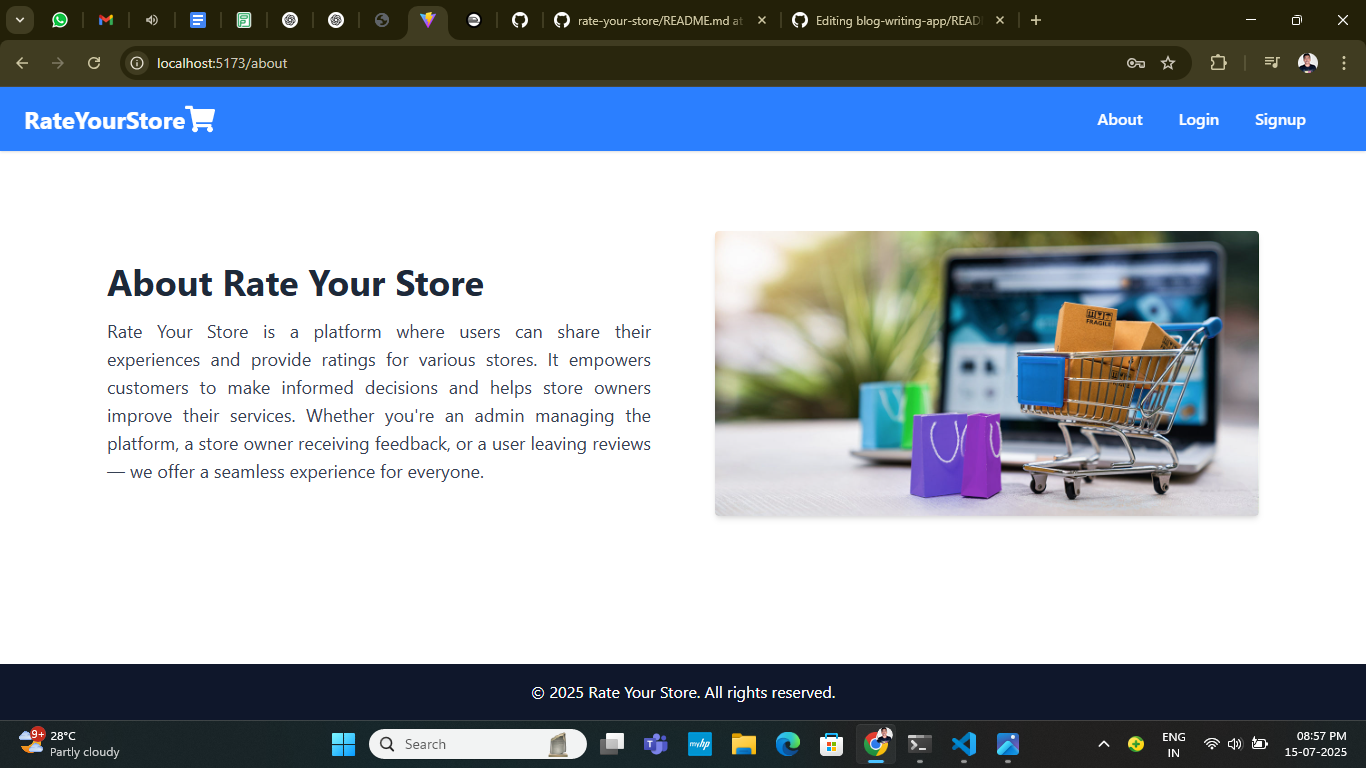 rate-your-store/README.md at
Editing blog-writing-app/READ
localhost:5173/about
RateYourStore
About
Login
Signup
About Rate Your Store
Rate Your Store is a platform where users can share their
experiences and provide ratings for various stores. It empowers
customers to make informed decisions and helps store owners
improve their services. Whether you're an admin managing the
platform, a store owner receiving feedback, or a user leaving reviews
— we offer a seamless experience for everyone.
FRAGILE
© 2025 Rate Your Store. All rights reserved.
9+
28°C
Partly cloudy
Search
myhp
ENG
IN
08:57 PM
15-07-2025